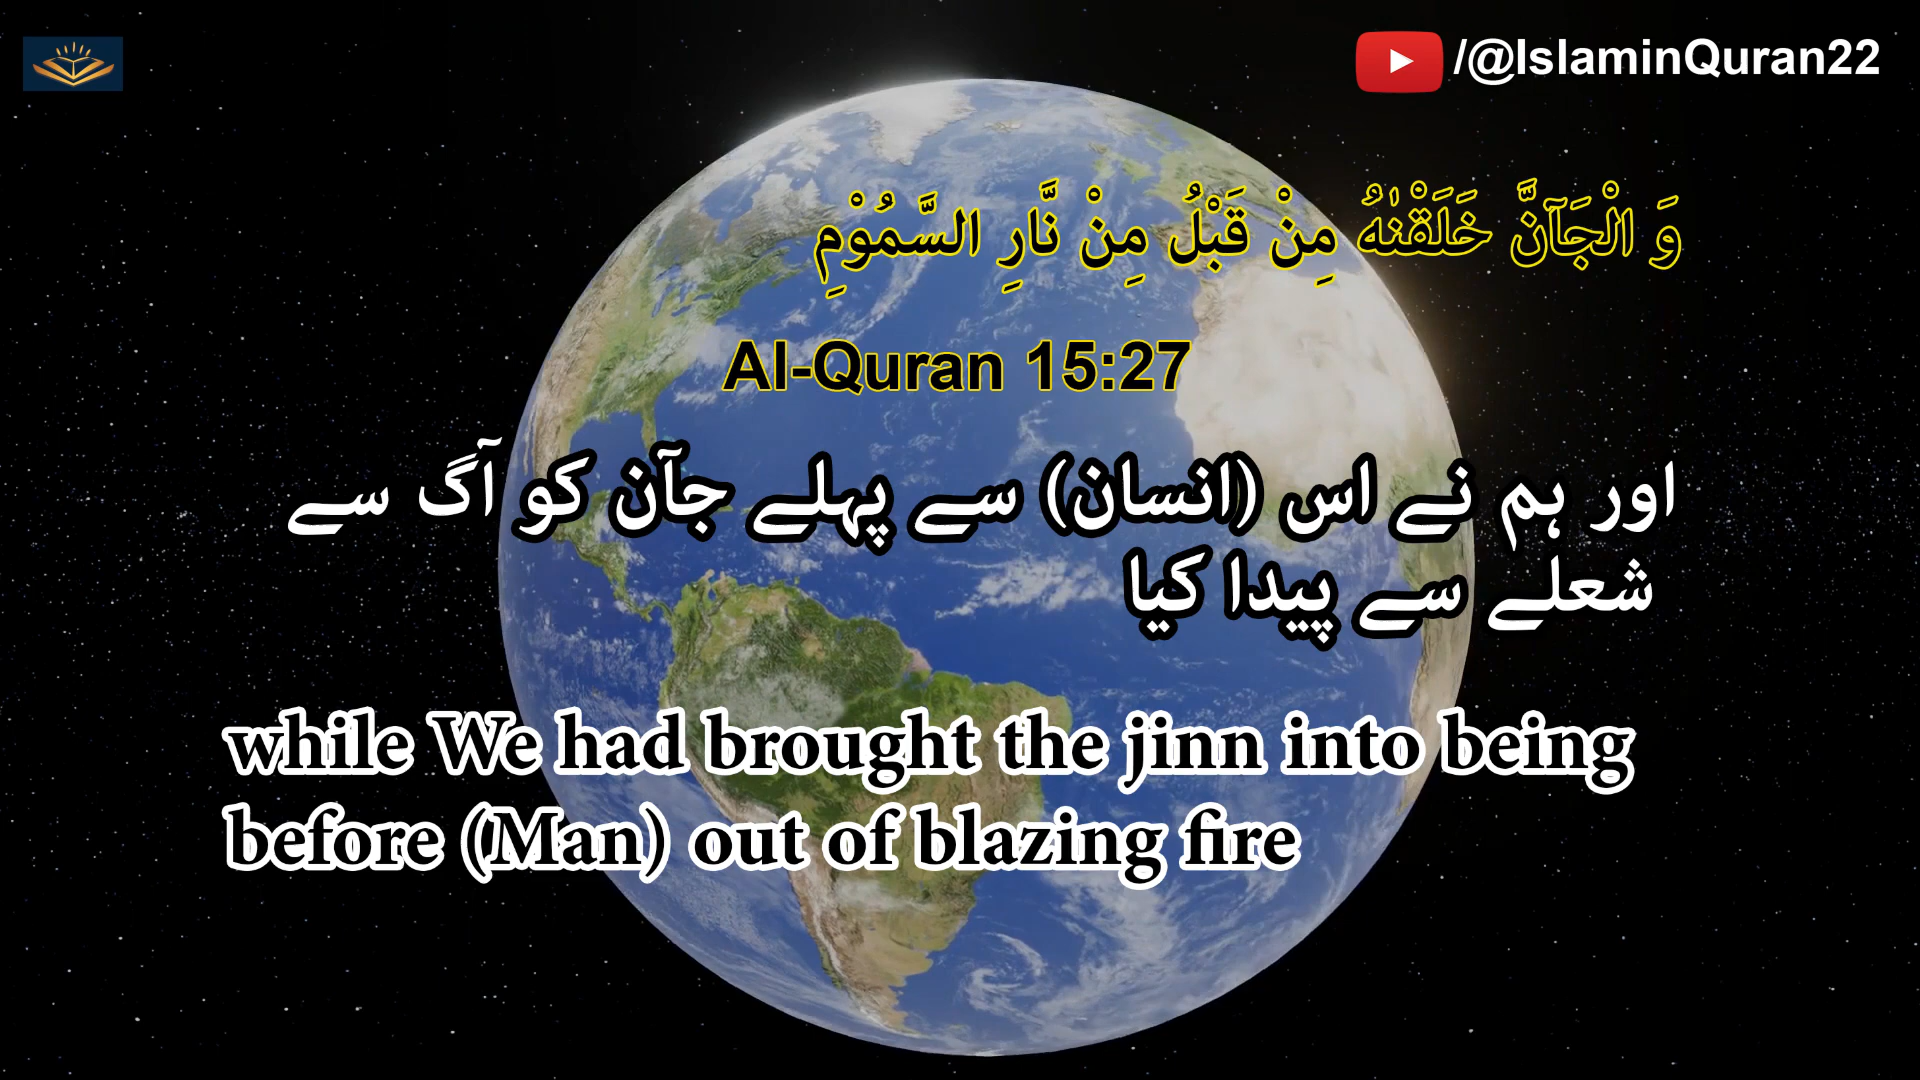 /@IslaminQuran22
وَ الْجَآنَّ خَلَقْنٰهُ مِنْ قَبْلُ مِنْ نَّارِ السَّمُوْمِ
Al-Quran 15:27
اور ہم نے اس (انسان) سے پہلے جآن کو آگ سے
شعلے سے پیدا کیا
while We had brought the jinn into being
before (Man) out of blazing fire